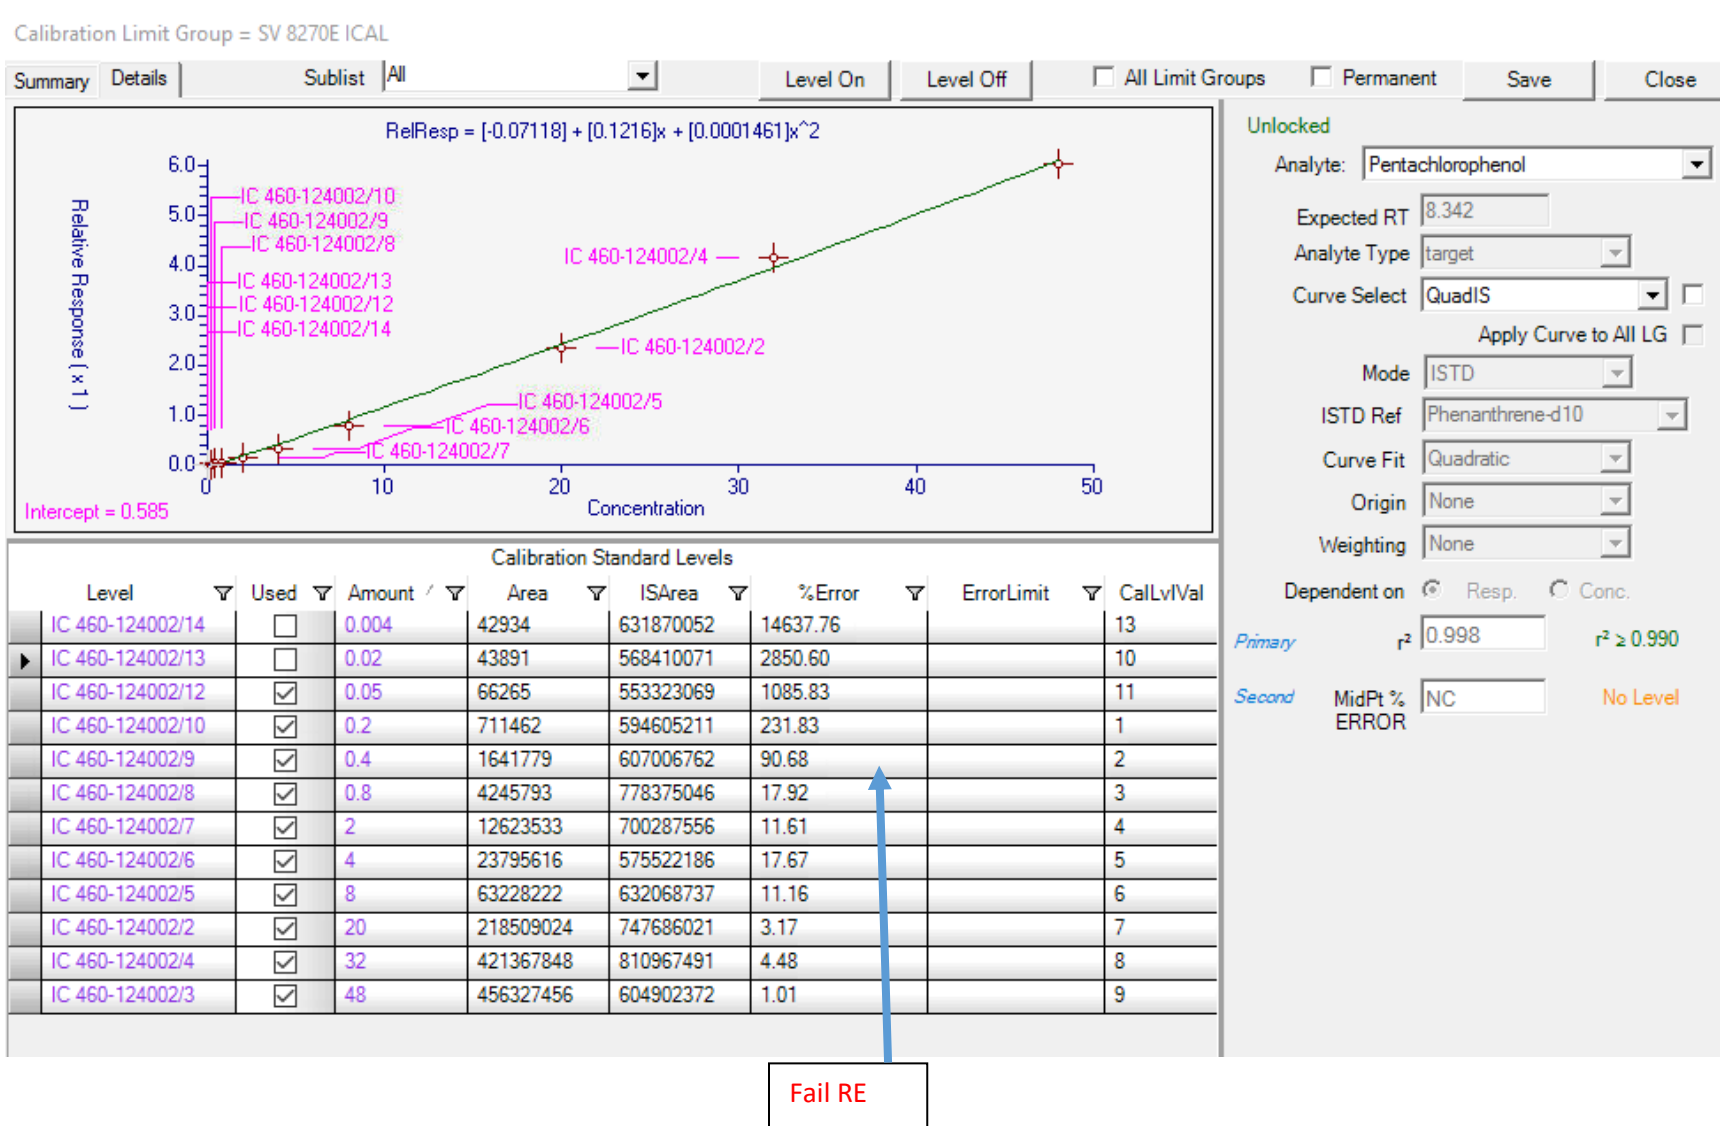 Calibration Limit Group = SV 8270E ICAL
Summary Details Sublist All Level On Level Off All Limit Groups Permanent Save Close
RelResp = [-0.07118] + [0.1216]x + [0.0001461]x^2
6.0
5.0
4.0
3.0
2.0
1.0
0.0
Relative Response ( x 1 )
IC 460-124002/10
IC 460-124002/9
IC 460-124002/8
IC 460-124002/13
IC 460-124002/12
IC 460-124002/14
IC 460-124002/4
IC 460-124002/2
IC 460-124002/5
IC 460-124002/6
IC 460-124002/7
0 10 20 30 40 50
Concentration
Intercept = 0.585
Unlocked
Analyte: Pentachlorophenol
Expected RT 8.342
Analyte Type target
Curve Select QuadIS
Apply Curve to All LG
Mode ISTD
ISTD Ref Phenanthrene-d10
Curve Fit Quadratic
Origin None
Weighting None
Dependent on Resp. Conc.
Primary r² 0.998 r² ≥ 0.990
Second MidPt % ERROR NC No Level
Calibration Standard Levels
Level Used Amount Area ISArea %Error ErrorLimit CalLvlVal
IC 460-124002/14 0.004 42934 631870052 14637.76 13
IC 460-124002/13 0.02 43891 568410071 2850.60 10
IC 460-124002/12 0.05 66265 553323069 1085.83 11
IC 460-124002/10 0.2 711462 594605211 231.83 1
IC 460-124002/9 0.4 1641779 607006762 90.68 2
IC 460-124002/8 0.8 4245793 778375046 17.92 3
IC 460-124002/7 2 12623533 700287556 11.61 4
IC 460-124002/6 4 23795616 575522186 17.67 5
IC 460-124002/5 8 63228222 632068737 11.16 6
IC 460-124002/2 20 218509024 747686021 3.17 7
IC 460-124002/4 32 421367848 810967491 4.48 8
IC 460-124002/3 48 456327456 604902372 1.01 9
Fail RE